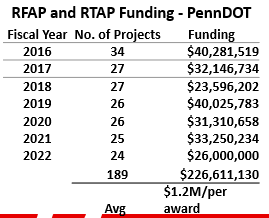 RFAP and RTAP Funding - PennDOT
Fiscal Year No. of Projects Funding
2016 34 $40,281,519
2017 27 $32,146,734
2018 27 $23,596,202
2019 26 $40,025,783
2020 26 $31,310,658
2021 25 $33,250,234
2022 24 $26,000,000
189 $226,611,130
$1.2M/per
Avg award